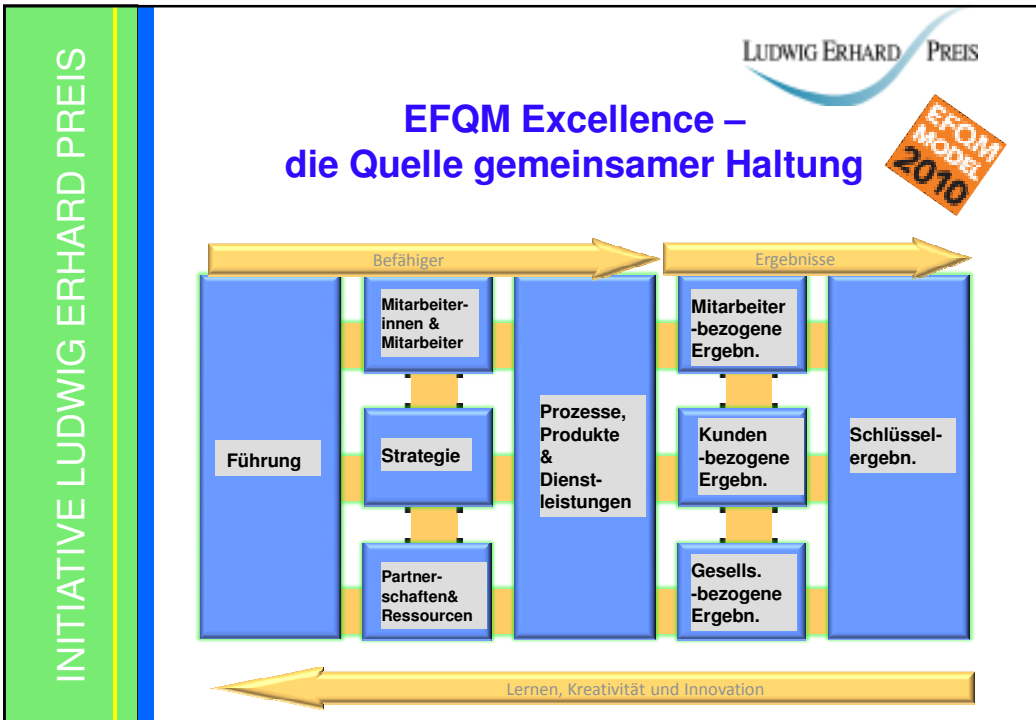 INITIATIVE LUDWIG ERHARD PREIS
LUDWIG ERHARD PREIS
EFQM Excellence –
die Quelle gemeinsamer Haltung
EFQM
MODEL
2010
Befähiger
Ergebnisse
Führung
Mitarbeiter-
innen &
Mitarbeiter
Strategie
Partner-
schaften&
Ressourcen
Prozesse,
Produkte
&
Dienst-
leistungen
Mitarbeiter
-bezogene
Ergebn.
Kunden
-bezogene
Ergebn.
Gesells.
-bezogene
Ergebn.
Schlüssel-
ergebn.
Lernen, Kreativität und Innovation